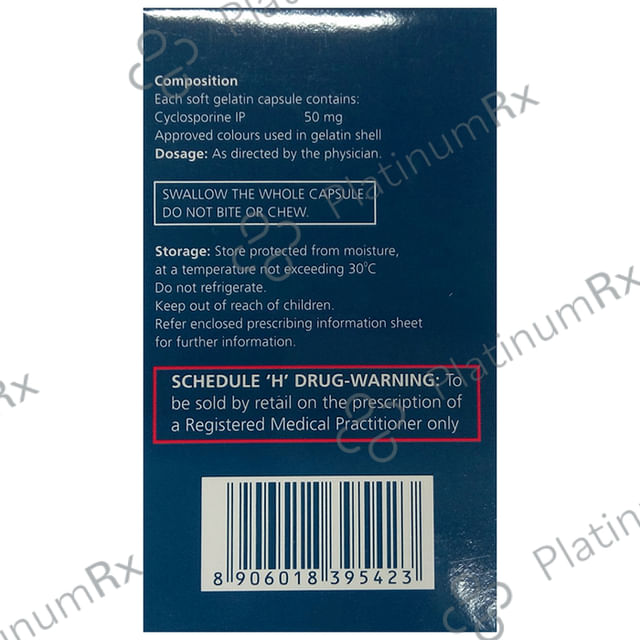 Composition
Each soft gelatin capsule contains:
Cyclosporine IP 50 mg
Approved colours used in gelatin shell
Dosage: As directed by the physician.
SWALLOW THE WHOLE CAPSULE.
DO NOT BITE OR CHEW.
Storage: Store protected from moisture,
at a temperature not exceeding 30°C
Do not refrigerate.
Keep out of reach of children.
Refer enclosed prescribing information sheet
for further information.
SCHEDULE 'H' DRUG-WARNING: To
be sold by retail on the prescription of
a Registered Medical Practitioner only
8 906018 395423
PlatinumRx
PlatinumRx
PlatinumRx
Rx
PlatinumRx
tinumRx